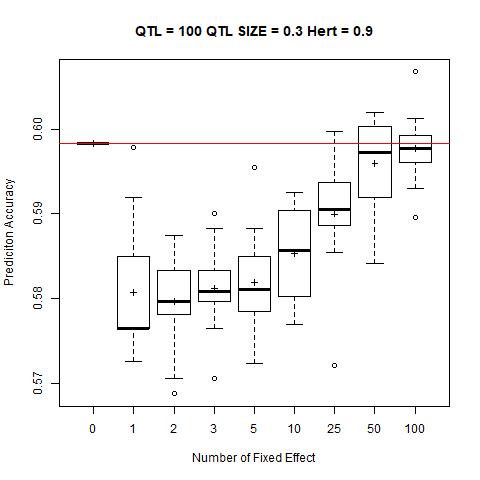 QTL = 100 QTL SIZE = 0.3 Hert = 0.9
Prediciton Accuracy
0.60
0.59
0.58
0.57
0 1 2 3 5 10 25 50 100
Number of Fixed Effect